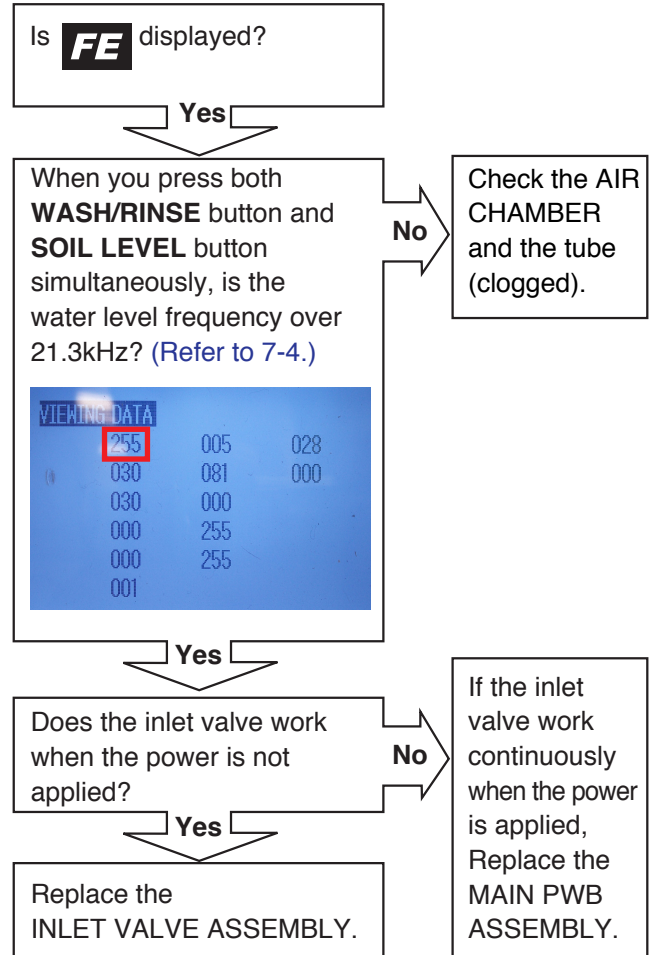 Is FE displayed?
Yes
When you press both
WASH/RINSE button and
SOIL LEVEL button
simultaneously, is the
water level frequency over
21.3kHz? (Refer to 7-4.)
No
Check the AIR
CHAMBER
and the tube
(clogged).
VIEWING DATA
255 005 028
030 081 000
030 000
000 255
000 255
001
Yes
Does the inlet valve work
when the power is not
applied?
No
If the inlet
valve work
continuously
when the power
is applied,
Replace the
MAIN PWB
ASSEMBLY.
Yes
Replace the
INLET VALVE ASSEMBLY.